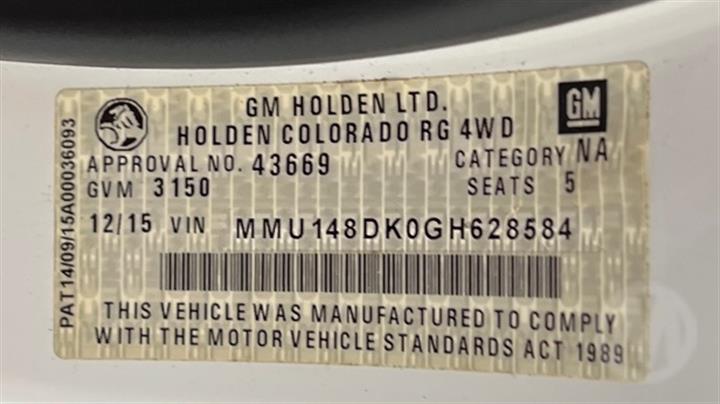 GM HOLDEN LTD.
GM
HOLDEN COLORADO RG 4WD
APPROVAL NO. 43669 CATEGORY NA
GVM 3150 SEATS 5
12/15 VIN MMU148DK0GH628584
THIS VEHICLE WAS MANUFACTURED TO COMPLY
WITH THE MOTOR VEHICLE STANDARDS ACT 1989
PAT14/09/15A00036093